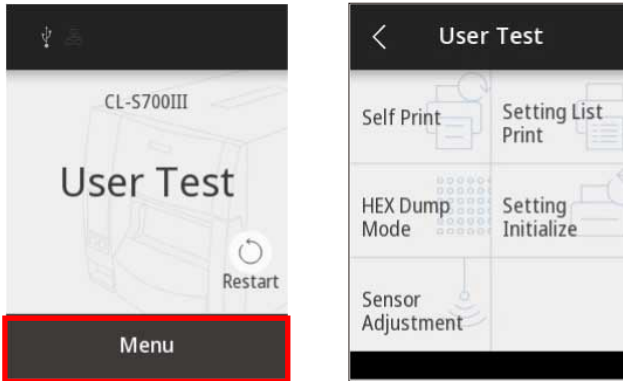 CL-S700III
User Test
Restart
Menu
User Test
Self Print
Setting List
Print
HEX Dump
Mode
Setting
Initialize
Sensor
Adjustment